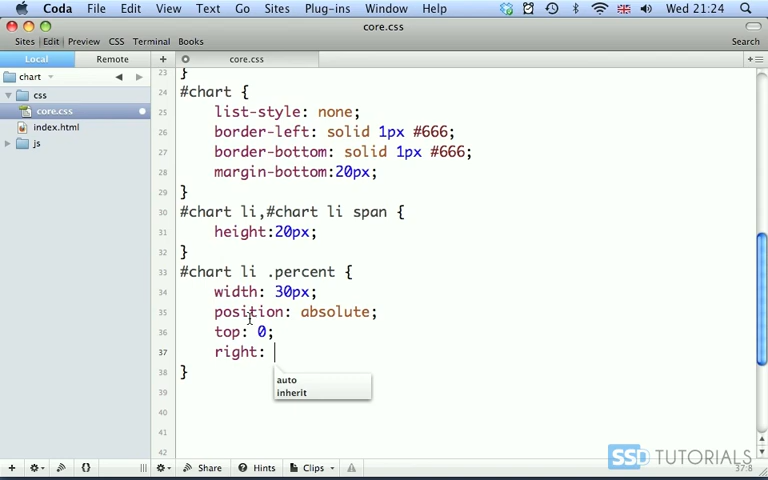 Coda File Edit View Text Go Sites Plug-ins Window Help Wed 21:24
core.css
Sites Edit Preview CSS Terminal Books Search
Local Remote + core.css
chart
css
core.css
index.html
js
23 }
24 #chart {
25 list-style: none;
26 border-left: solid 1px #666;
27 border-bottom: solid 1px #666;
28 margin-bottom:20px;
29 }
30 #chart li,#chart li span {
31 height:20px;
32 }
33 #chart li .percent {
34 width: 30px;
35 position: absolute;
36 top: 0;
37 right:
38 }
auto
inherit
39
40
41
42
SSDTUTORIALS
+ {} Share Hints Clips 37:8